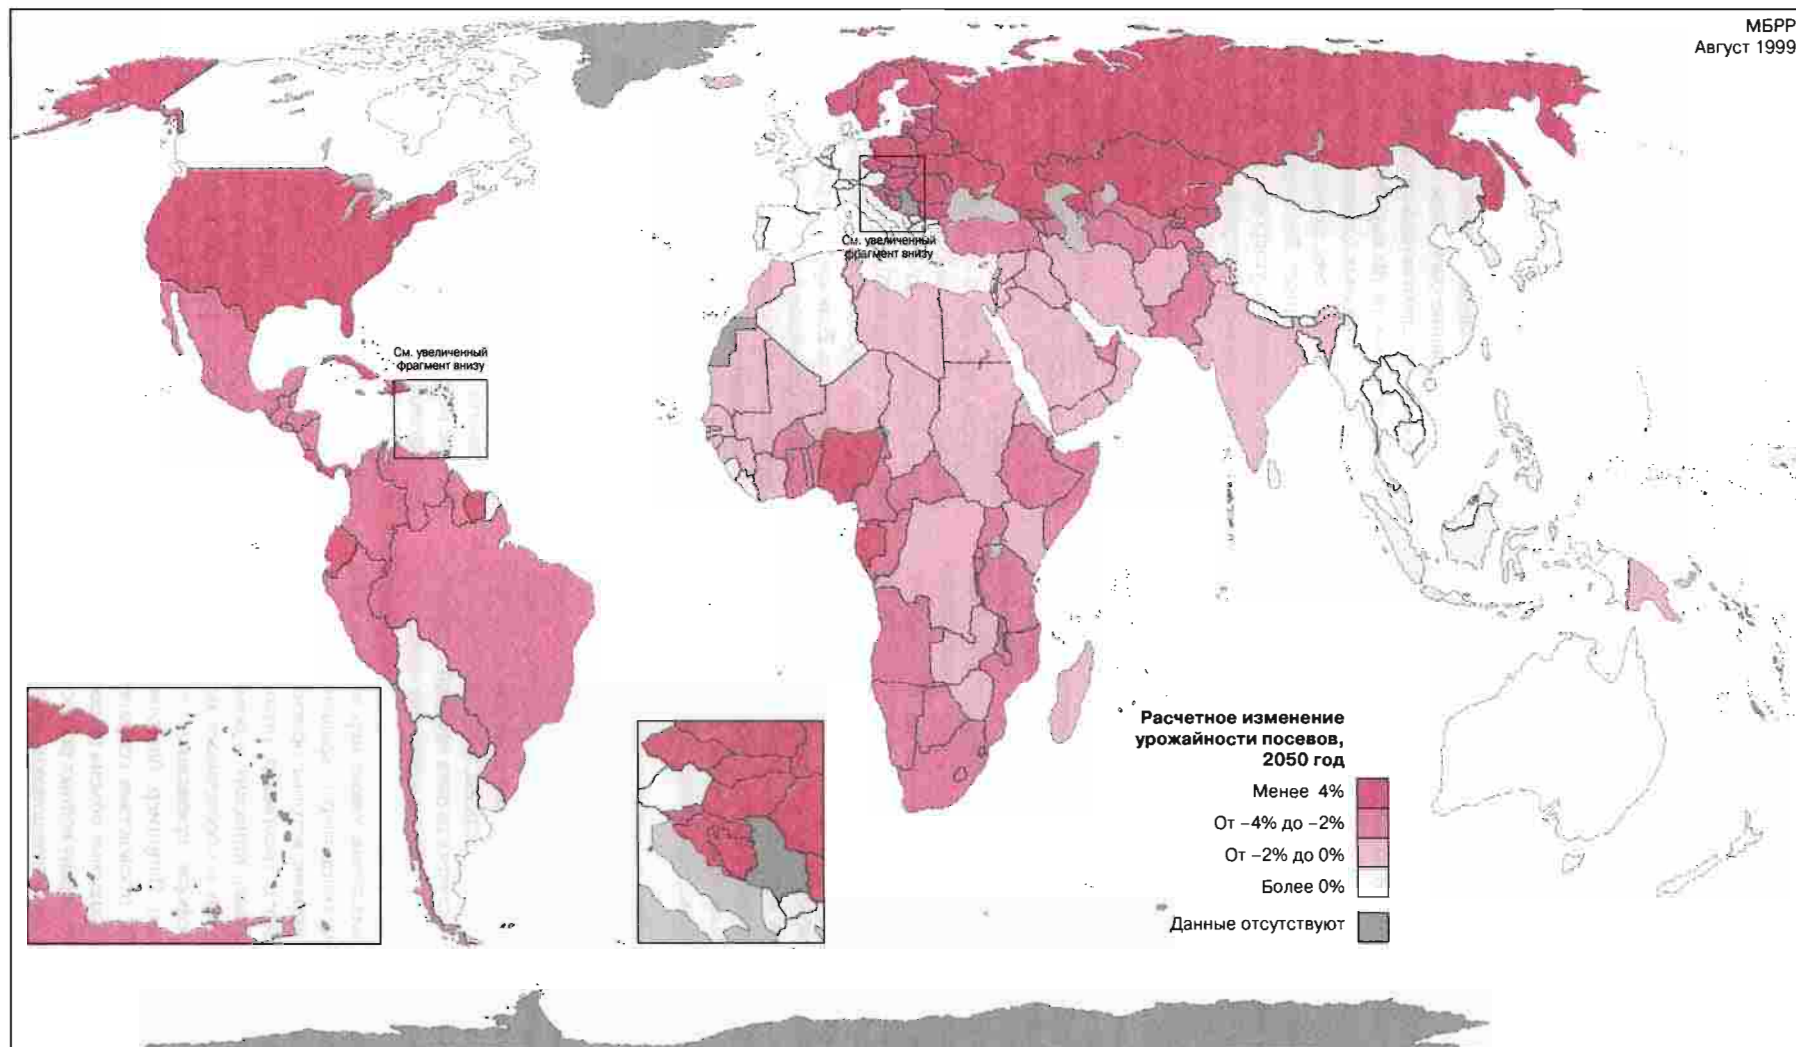 МБРР
Август 1999
См. увеличенный
фрагмент внизу
См. увеличенный
фрагмент внизу
Расчетное изменение
урожайности посевов,
2050 год
Менее 4%
От –4% до –2%
От –2% до 0%
Более 0%
Данные отсутствуют